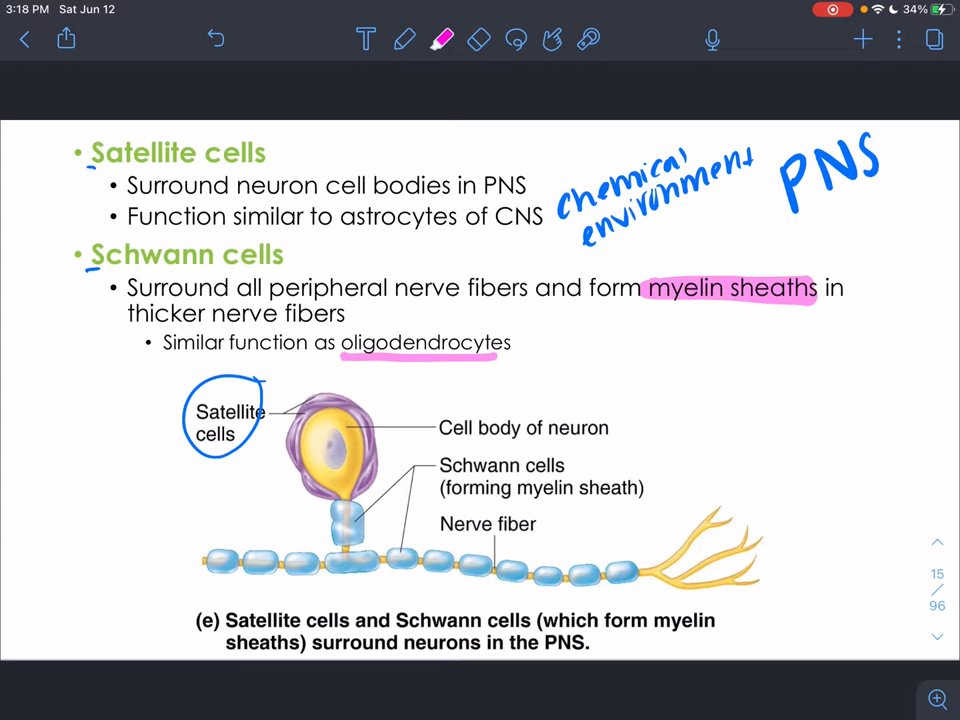 3:18 PM Sat Jun 12
34%
• Satellite cells
• Surround neuron cell bodies in PNS
• Function similar to astrocytes of CNS
chemical
environment
PNS
• Schwann cells
• Surround all peripheral nerve fibers and form myelin sheaths in
thicker nerve fibers
• Similar function as oligodendrocytes
Satellite
cells
Cell body of neuron
Schwann cells
(forming myelin sheath)
Nerve fiber
(e) Satellite cells and Schwann cells (which form myelin
sheaths) surround neurons in the PNS.
15
/
96